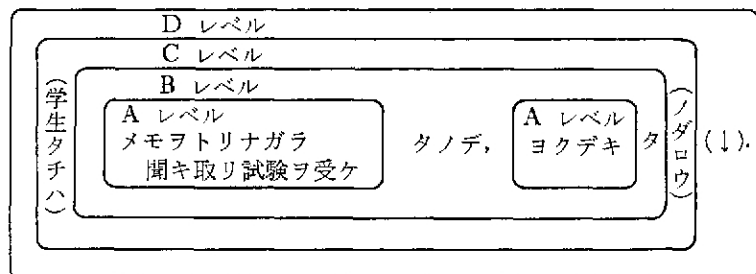 D レベル
C レベル
B レベル
A レベル
メモヲトリナガラ
聞キ取リ試験ヲ受ケ
タノデ,
A レベル
ヨクデキ
タ
(学生タチハ)
(ノダロウ)
(↓).